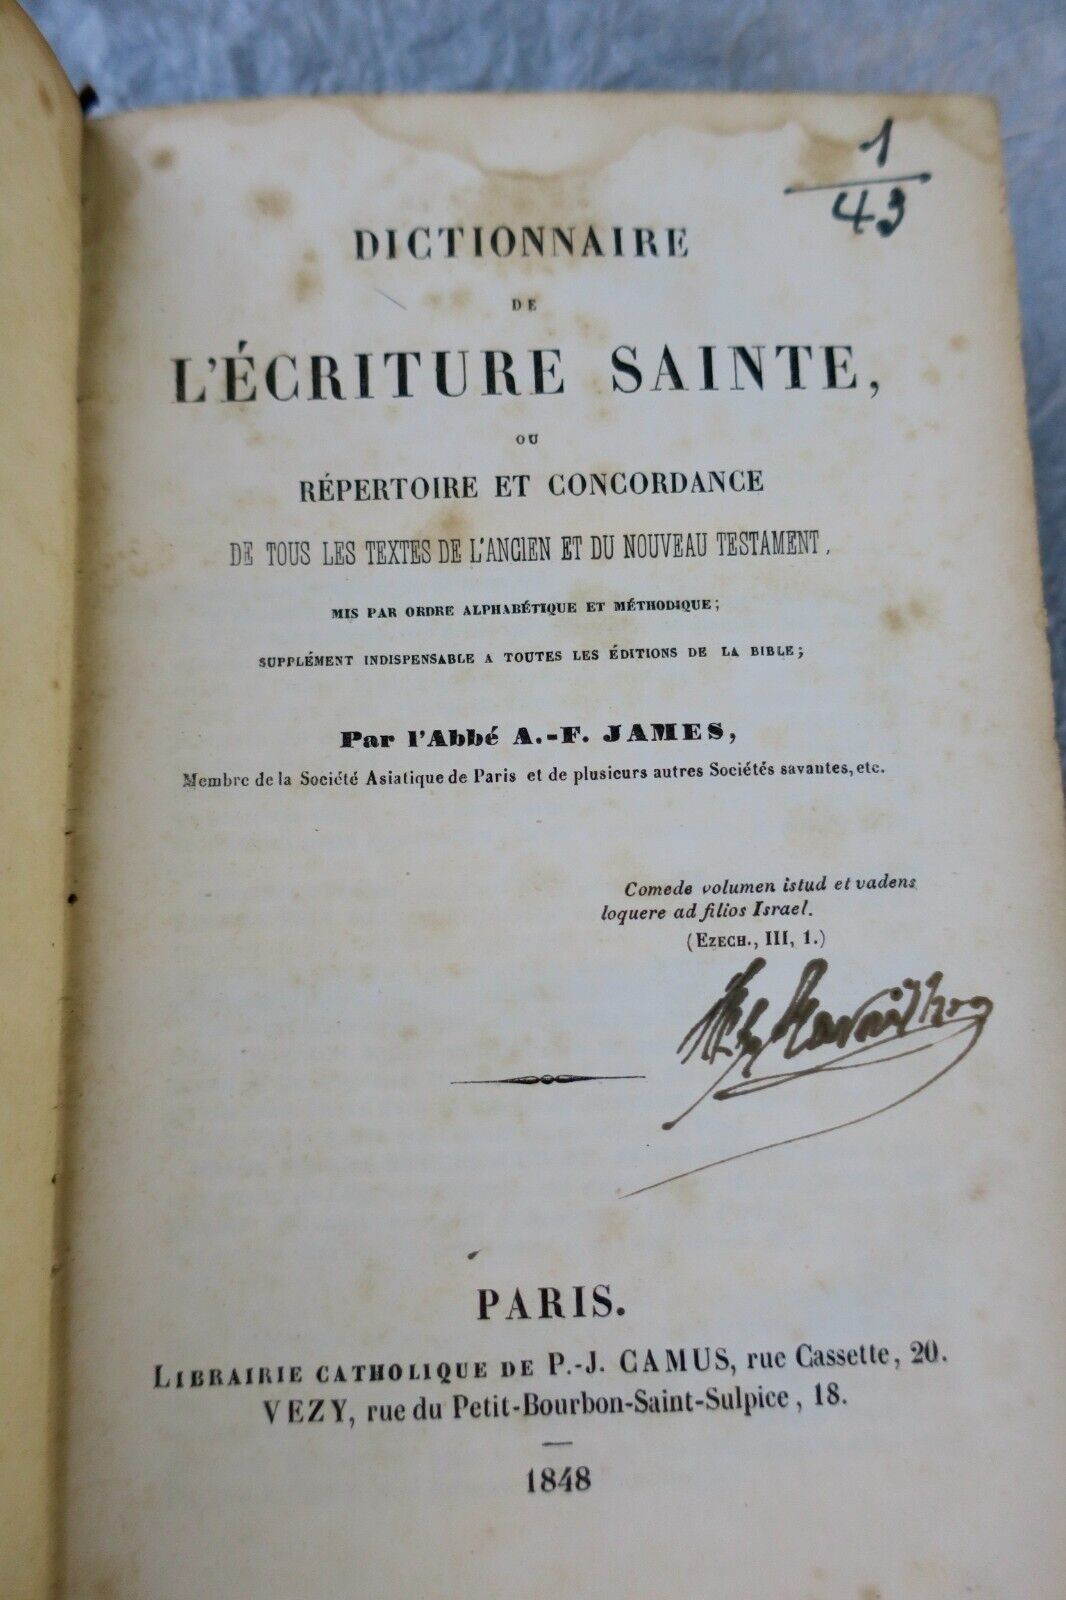 1
43
DICTIONNAIRE
DE
L'ÉCRITURE SAINTE,
OU
RÉPERTOIRE ET CONCORDANCE
DE TOUS LES TEXTES DE L'ANCIEN ET DU NOUVEAU TESTAMENT,
MIS PAR ORDRE ALPHABÉTIQUE ET MÉTHODIQUE;
SUPPLÉMENT INDISPENSABLE A TOUTES LES ÉDITIONS DE LA BIBLE;
Par l'Abbé A.-F. JAMES,
Membre de la Société Asiatique de Paris et de plusieurs autres Sociétés savantes, etc.
Comede volumen istud et vadens
loquere ad filios Israel.
(EZECH., III, 1.)
PARIS.
LIBRAIRIE CATHOLIQUE DE P.-J. CAMUS, rue Cassette, 20.
VEZY, rue du Petit-Bourbon-Saint-Sulpice, 18.
1848